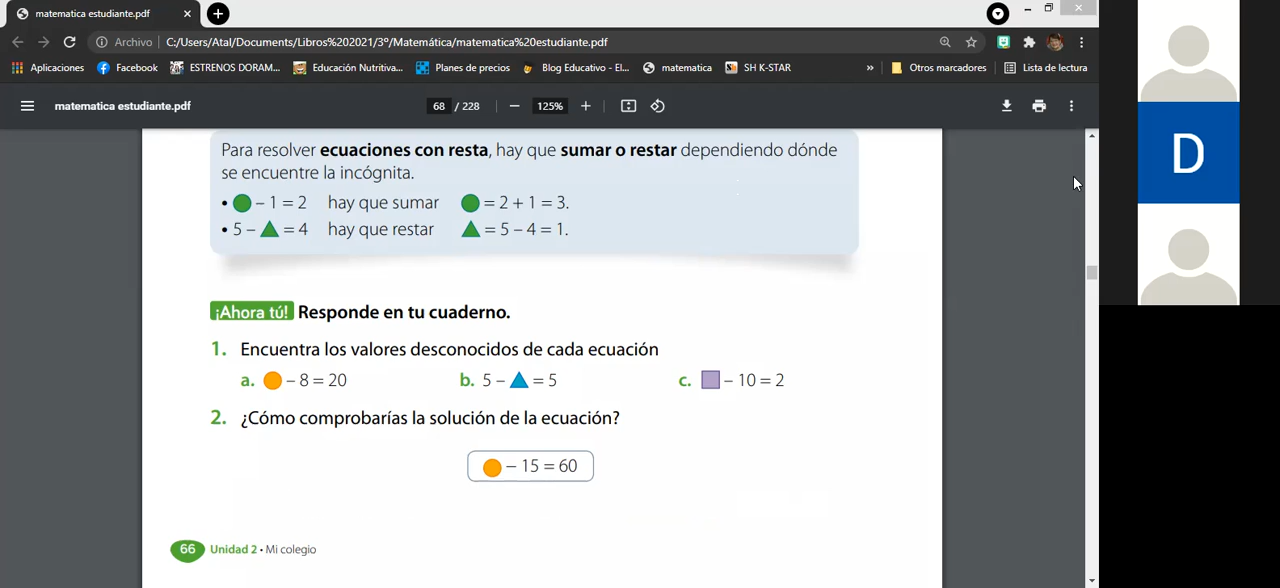 matematica estudiante.pdf
Archivo C:/Users/Atal/Documents/Libros%202021/3º/Matemática/matematica%20estudiante.pdf
Aplicaciones Facebook ESTRENOS DORAM... Educación Nutritiva... Planes de precios Blog Educativo - El... matematica SH K-STAR » Otros marcadores Lista de lectura
matematica estudiante.pdf 68 / 228 125%
Para resolver ecuaciones con resta, hay que sumar o restar dependiendo dónde
se encuentre la incógnita.
• – 1 = 2 hay que sumar = 2 + 1 = 3.
• 5 – = 4 hay que restar = 5 – 4 = 1.
¡Ahora tú! Responde en tu cuaderno.
1. Encuentra los valores desconocidos de cada ecuación
a. – 8 = 20 b. 5 – = 5 c. – 10 = 2
2. ¿Cómo comprobarías la solución de la ecuación?
– 15 = 60
66 Unidad 2 • Mi colegio
D